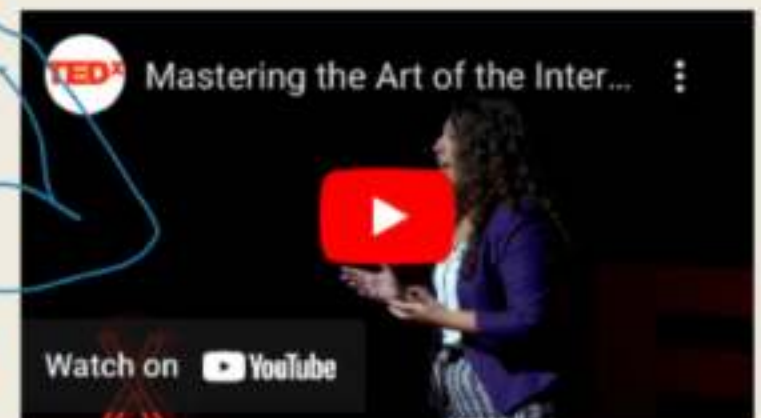 TEDx Mastering the Art of the Inter...
Watch on YouTube